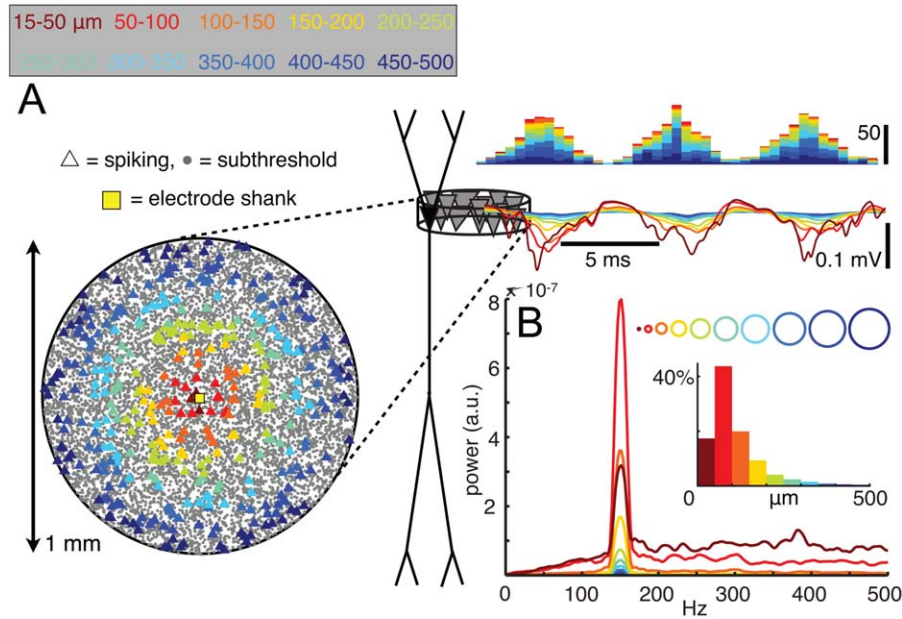 15-50 μm 50-100 100-150 150-200 200-250
300-350 350-400 400-450 450-500
A
△ = spiking, ● = subthreshold
= electrode shank
1 mm
50
5 ms
0.1 mV
B
× 10⁻⁷
8
6
4
2
power (a.u.)
0 100 200 300 400 500
Hz
40%
0 μm 500